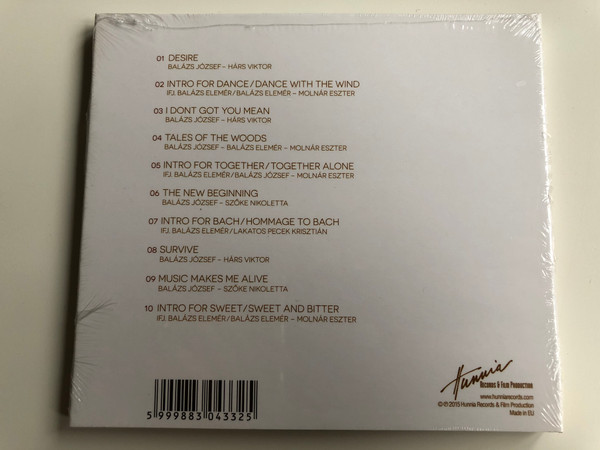 01 DESIRE
BALÁZS JÓZSEF – HÁRS VIKTOR
02 INTRO FOR DANCE/DANCE WITH THE WIND
IFJ. BALÁZS ELEMÉR/BALÁZS ELEMÉR – MOLNÁR ESZTER
03 I DONT GOT YOU MEAN
BALÁZS JÓZSEF – HÁRS VIKTOR
04 TALES OF THE WOODS
BALÁZS JÓZSEF – BALÁZS ELEMÉR – MOLNÁR ESZTER
05 INTRO FOR TOGETHER/TOGETHER ALONE
IFJ. BALÁZS ELEMÉR/BALÁZS JÓZSEF – MOLNÁR ESZTER
06 THE NEW BEGINNING
BALÁZS JÓZSEF – SZŐKE NIKOLETTA
07 INTRO FOR BACH/HOMMAGE TO BACH
IFJ. BALÁZS ELEMÉR/LAKATOS PECEK KRISZTIÁN
08 SURVIVE
BALÁZS JÓZSEF – HÁRS VIKTOR
09 MUSIC MAKES ME ALIVE
BALÁZS JÓZSEF – SZŐKE NIKOLETTA
10 INTRO FOR SWEET/SWEET AND BITTER
IFJ. BALÁZS ELEMÉR/BALÁZS ELEMÉR – MOLNÁR ESZTER
Hunnia
RECORDS & FILM PRODUCTION
www.hunniarecords.com
© ℗ 2015 Hunnia Records & Film Production
Made in EU
5 999883 043325